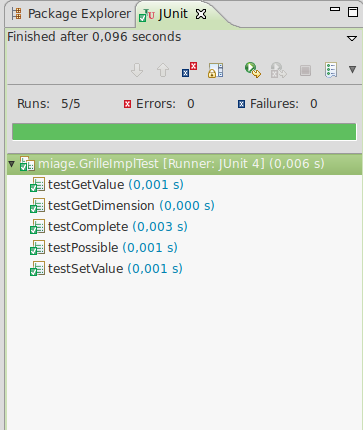 Package Explorer JUnit
Finished after 0,096 seconds
Runs: 5/5 Errors: 0 Failures: 0
miage.GrilleImplTest [Runner: JUnit 4] (0,006 s)
testGetValue (0,001 s)
testGetDimension (0,000 s)
testComplete (0,003 s)
testPossible (0,001 s)
testSetValue (0,001 s)